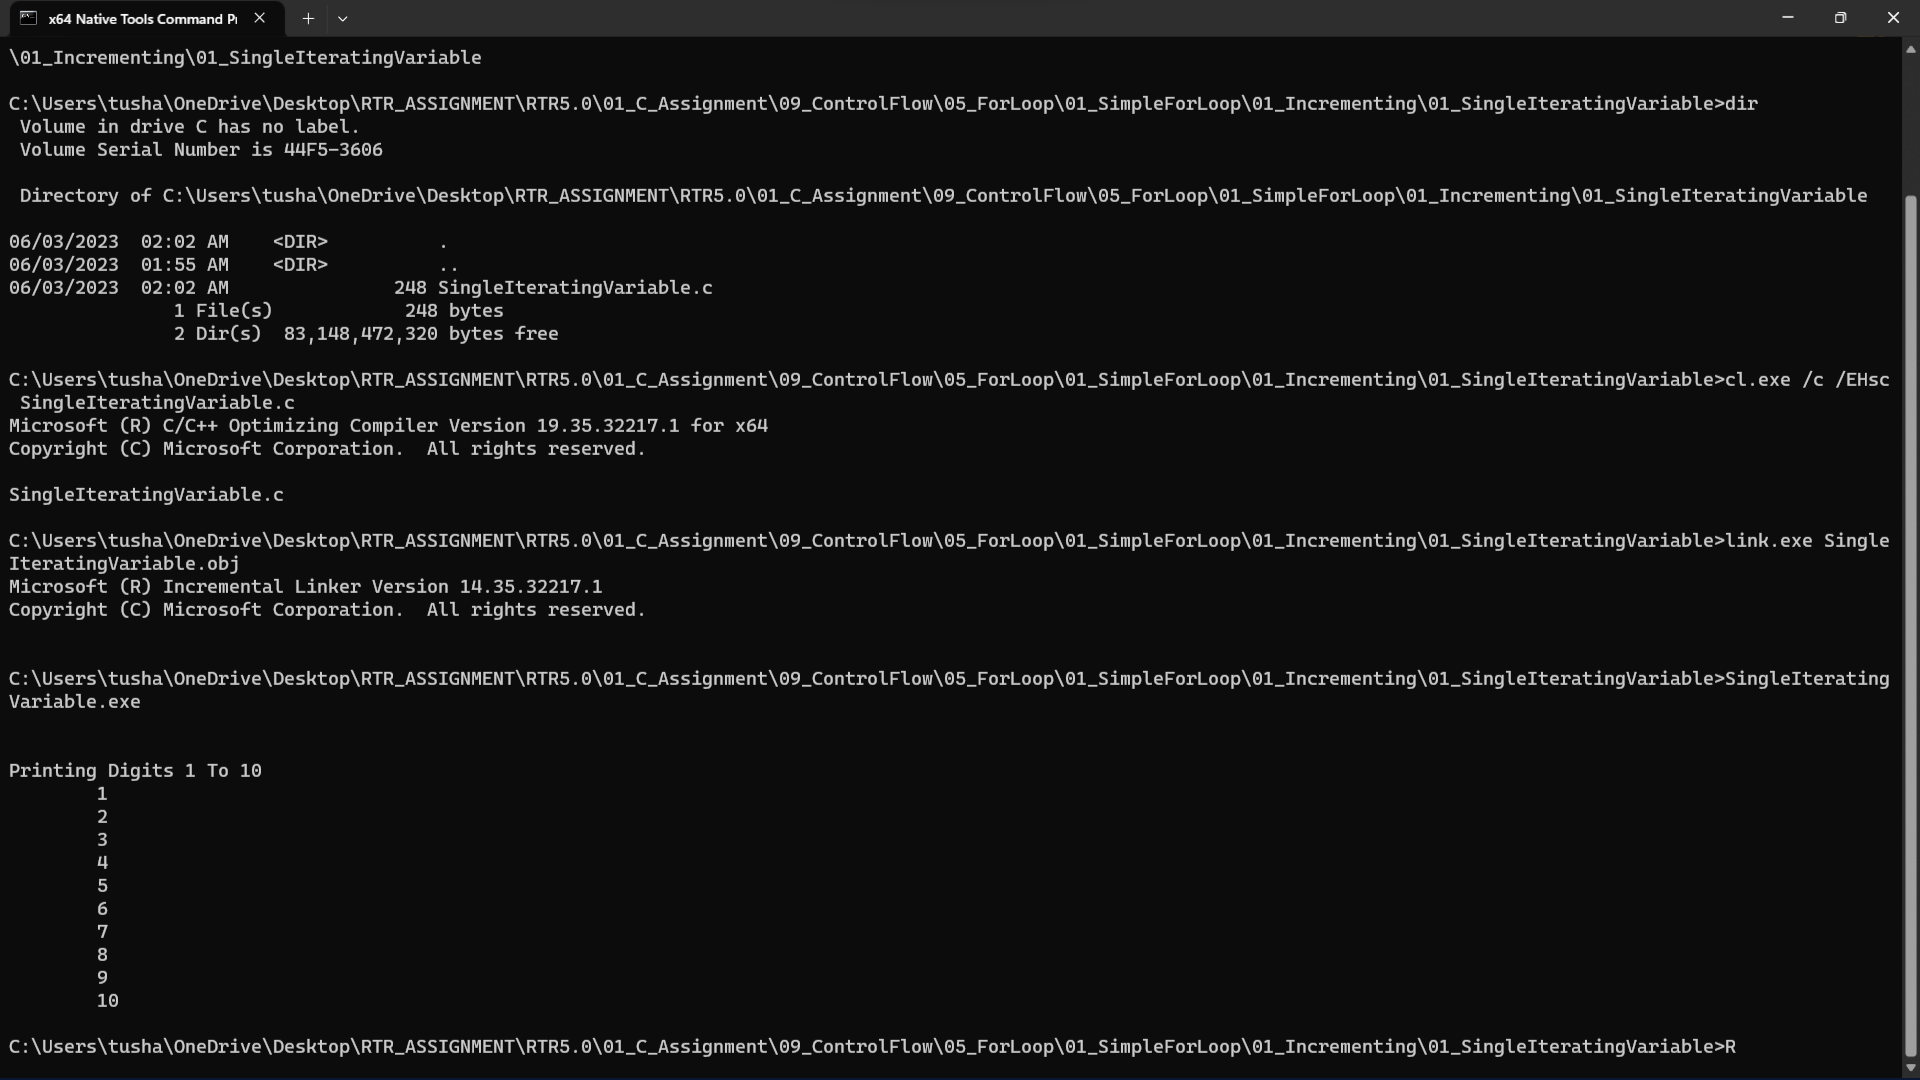 x64 Native Tools Command Pr
\01_Incrementing\01_SingleIteratingVariable
C:\Users\tusha\OneDrive\Desktop\RTR_ASSIGNMENT\RTR5.0\01_C_Assignment\09_ControlFlow\05_ForLoop\01_SimpleForLoop\01_Incrementing\01_SingleIteratingVariable>dir
Volume in drive C has no label.
Volume Serial Number is 44F5-3606
Directory of C:\Users\tusha\OneDrive\Desktop\RTR_ASSIGNMENT\RTR5.0\01_C_Assignment\09_ControlFlow\05_ForLoop\01_SimpleForLoop\01_Incrementing\01_SingleIteratingVariable
06/03/2023  02:02 AM    <DIR>          .
06/03/2023  01:55 AM    <DIR>          ..
06/03/2023  02:02 AM               248 SingleIteratingVariable.c
1 File(s)            248 bytes
2 Dir(s)  83,148,472,320 bytes free
C:\Users\tusha\OneDrive\Desktop\RTR_ASSIGNMENT\RTR5.0\01_C_Assignment\09_ControlFlow\05_ForLoop\01_SimpleForLoop\01_Incrementing\01_SingleIteratingVariable>cl.exe /c /EHsc
SingleIteratingVariable.c
Microsoft (R) C/C++ Optimizing Compiler Version 19.35.32217.1 for x64
Copyright (C) Microsoft Corporation.  All rights reserved.
SingleIteratingVariable.c
C:\Users\tusha\OneDrive\Desktop\RTR_ASSIGNMENT\RTR5.0\01_C_Assignment\09_ControlFlow\05_ForLoop\01_SimpleForLoop\01_Incrementing\01_SingleIteratingVariable>link.exe Single
IteratingVariable.obj
Microsoft (R) Incremental Linker Version 14.35.32217.1
Copyright (C) Microsoft Corporation.  All rights reserved.
C:\Users\tusha\OneDrive\Desktop\RTR_ASSIGNMENT\RTR5.0\01_C_Assignment\09_ControlFlow\05_ForLoop\01_SimpleForLoop\01_Incrementing\01_SingleIteratingVariable>SingleIterating
Variable.exe
Printing Digits 1 To 10
1
2
3
4
5
6
7
8
9
10
C:\Users\tusha\OneDrive\Desktop\RTR_ASSIGNMENT\RTR5.0\01_C_Assignment\09_ControlFlow\05_ForLoop\01_SimpleForLoop\01_Incrementing\01_SingleIteratingVariable>R